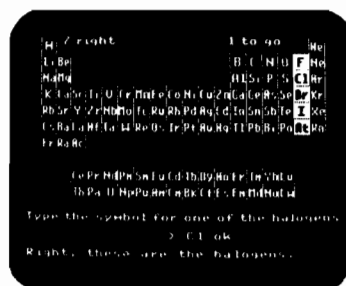 7 right 1 to go
H He
Li Be B C N O F Ne
Na Mg Al Si P S Cl Ar
K Ca Sc Ti V Cr Mn Fe Co Ni Cu Zn Ga Ge As Se Br Kr
Rb Sr Y Zr Nb Mo Tc Ru Rh Pd Ag Cd In Sn Sb Te I Xe
Cs Ba La Hf Ta W Re Os Ir Pt Au Hg Tl Pb Bi Po At Rn
Fr Ra Ac
Ce Pr Nd Pm Sm Eu Gd Tb Dy Ho Er Tm Yb Lu
Th Pa U Np Pu Am Cm Bk Cf Es Fm Md No Lw
Type the symbol for one of the halogens
> Cl ok
Right, these are the halogens.